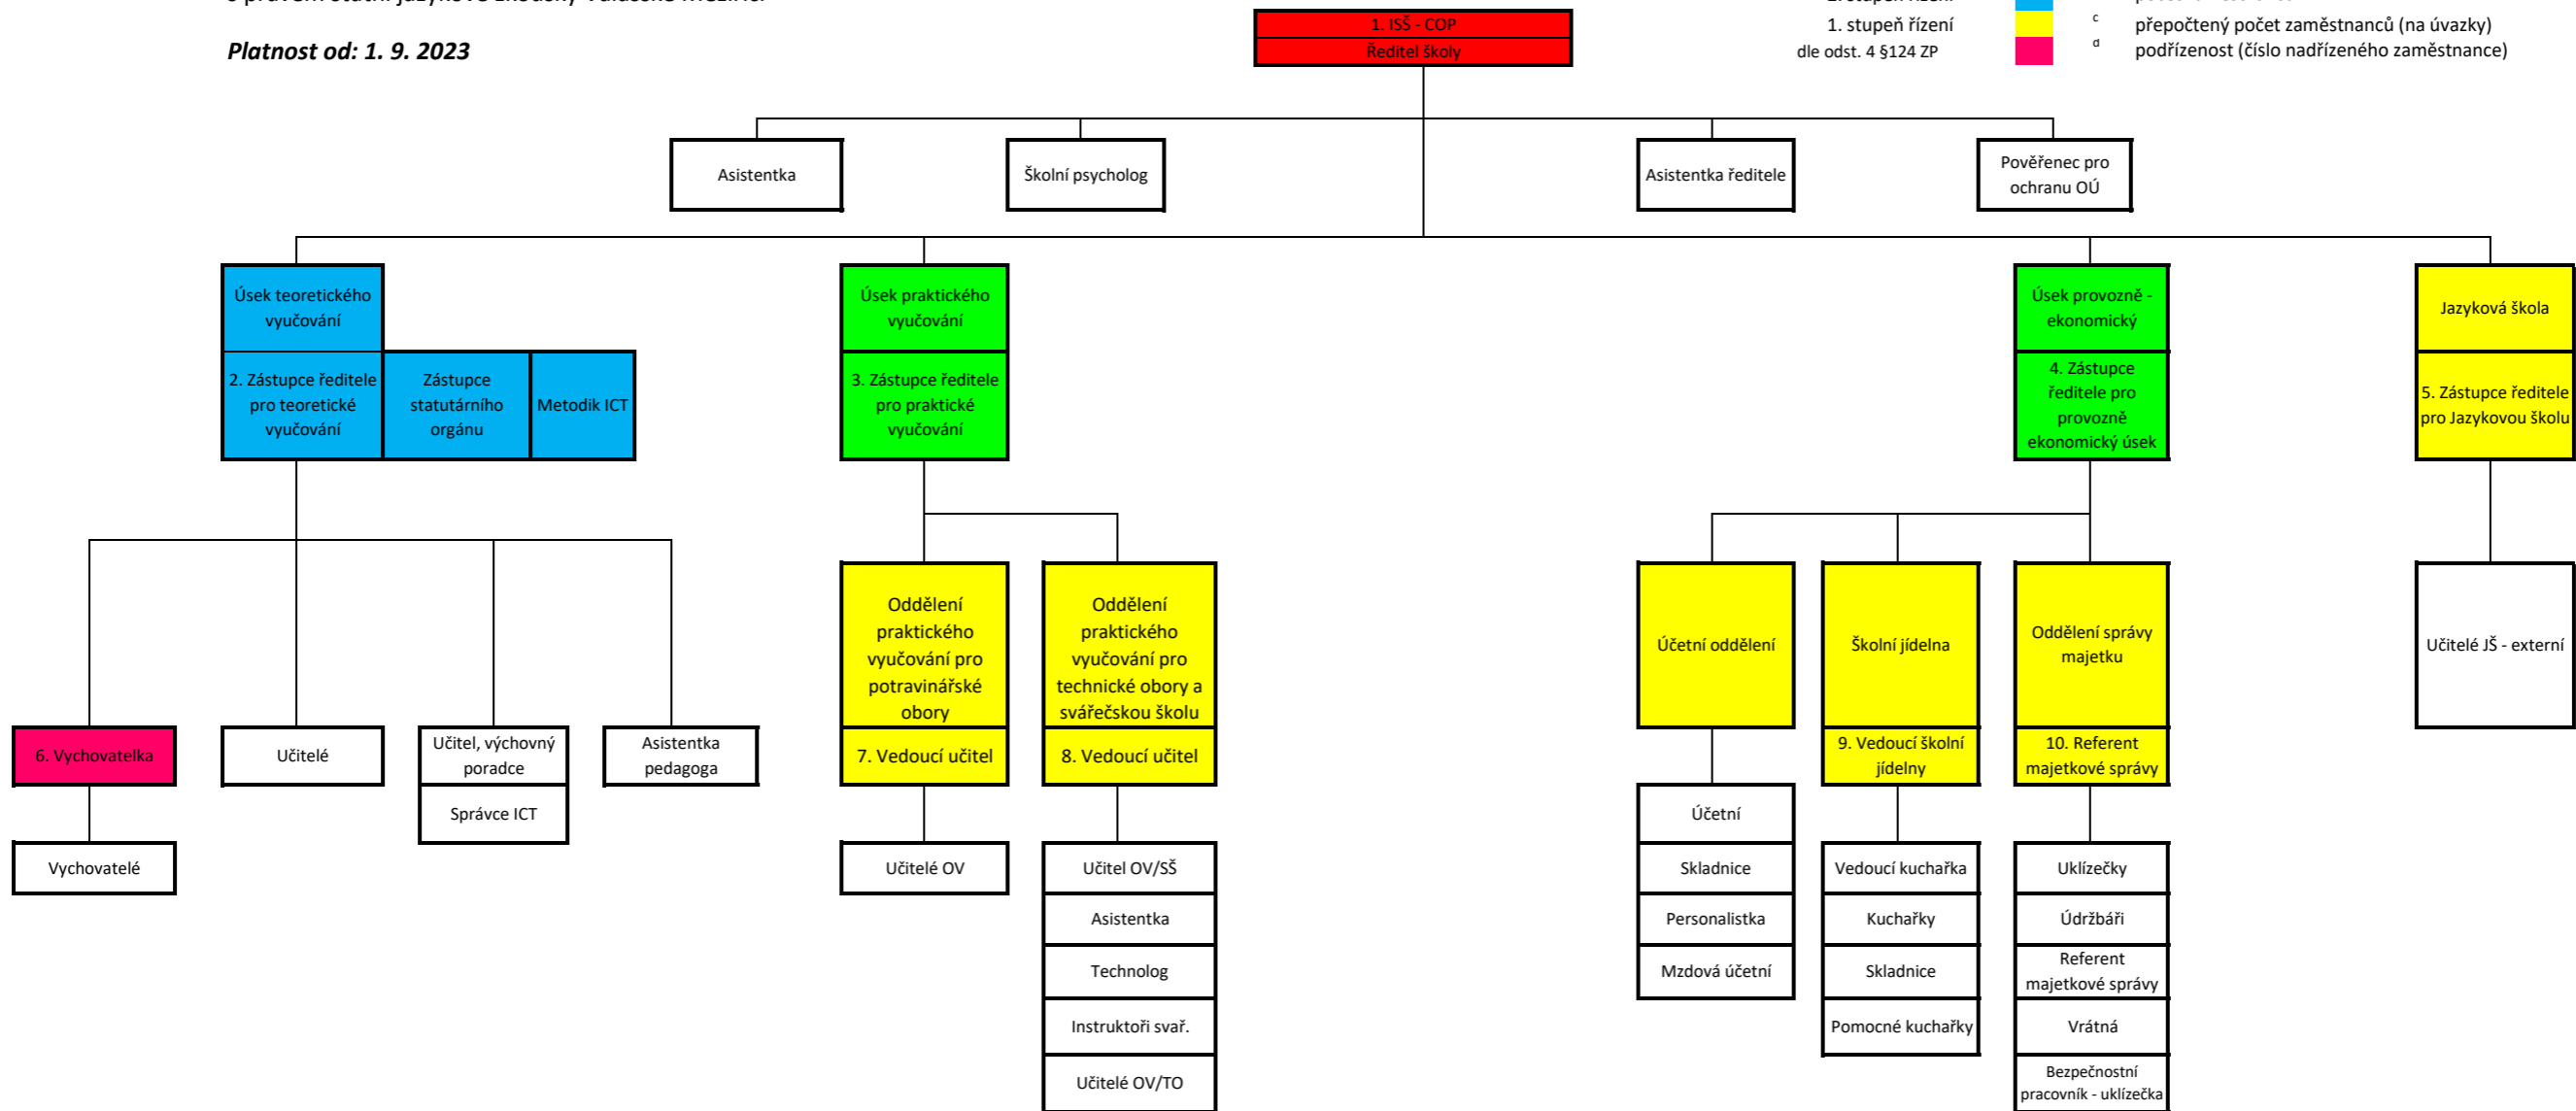 Platnost od: 1. 9. 2023
1. ISŠ - COP
Ředitel školy
1. stupeň řízení
c
přepočtený počet zaměstnanců (na úvazky)
dle odst. 4 §124 ZP
d
podřízenost (číslo nadřízeného zaměstnance)
Asistentka
Školní psycholog
Asistentka ředitele
Pověřenec pro
ochranu OÚ
Úsek teoretického
vyučování
Úsek praktického
vyučování
Úsek provozně -
ekonomický
Jazyková škola
2. Zástupce ředitele
pro teoretické
vyučování
Zástupce
statutárního
orgánu
Metodik ICT
3. Zástupce ředitele
pro praktické
vyučování
4. Zástupce
ředitele pro
provozně
ekonomický úsek
5. Zástupce ředitele
pro Jazykovou školu
Oddělení
praktického
vyučování pro
potravinářské
obory
Oddělení
praktického
vyučování pro
technické obory a
svářečskou školu
Účetní oddělení
Školní jídelna
Oddělení správy
majetku
Učitelé JŠ - externí
6. Vychovatelka
Učitelé
Učitel, výchovný
poradce
Asistentka
pedagoga
7. Vedoucí učitel
8. Vedoucí učitel
9. Vedoucí školní
jídelny
10. Referent
majetkové správy
Správce ICT
Účetní
Vychovatelé
Učitelé OV
Učitel OV/SŠ
Skladnice
Vedoucí kuchařka
Uklízečky
Asistentka
Personalistka
Kuchařky
Údržbáři
Technolog
Mzdová účetní
Skladnice
Referent
majetkové správy
Instruktoři svař.
Pomocné kuchařky
Vrátná
Učitelé OV/TO
Bezpečnostní
pracovník - uklízečka